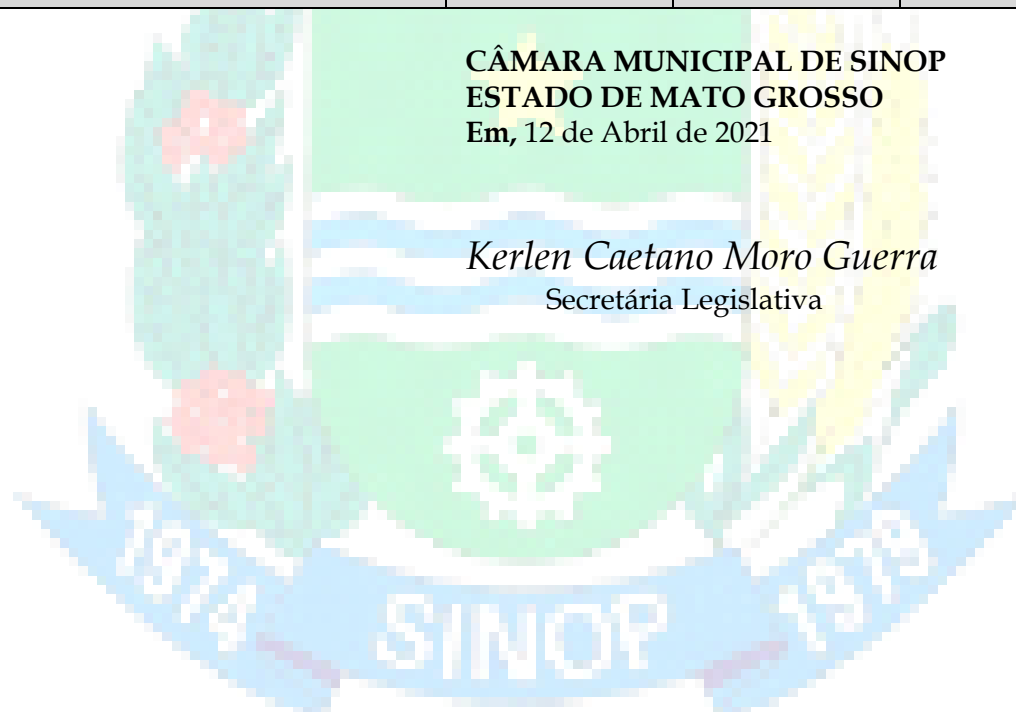 CÂMARA MUNICIPAL DE SINOP
ESTADO DE MATO GROSSO
Em, 12 de Abril de 2021
Kerlen Caetano Moro Guerra
Secretária Legislativa
1974
SINOP
1979